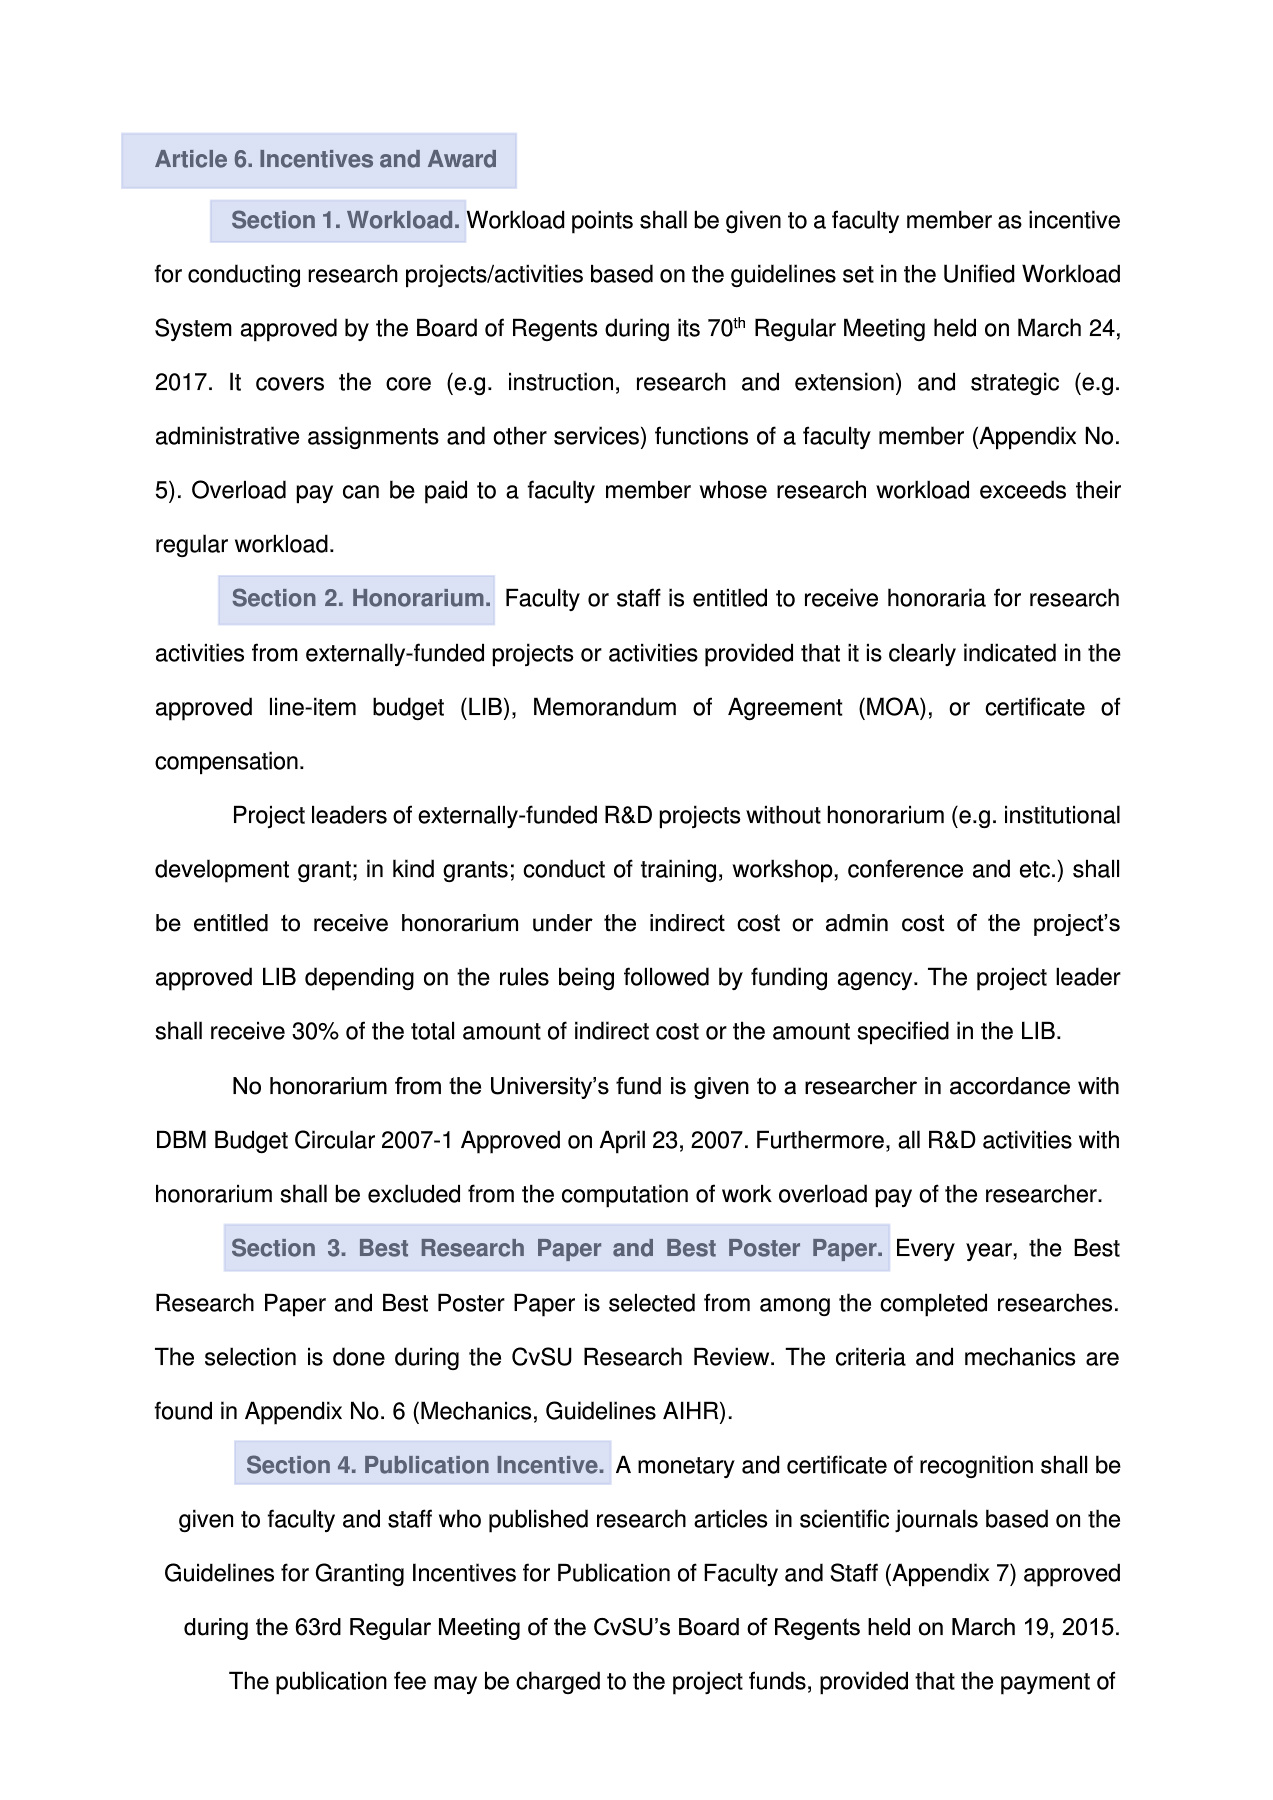 Article 6. Incentives and Award
Section 1. Workload. Workload points shall be given to a faculty member as incentive
for conducting research projects/activities based on the guidelines set in the Unified Workload
System approved by the Board of Regents during its 70th Regular Meeting held on March 24,
2017. It covers the core (e.g. instruction, research and extension) and strategic (e.g.
administrative assignments and other services) functions of a faculty member (Appendix No.
5). Overload pay can be paid to a faculty member whose research workload exceeds their
regular workload.
Section 2. Honorarium. Faculty or staff is entitled to receive honoraria for research
activities from externally-funded projects or activities provided that it is clearly indicated in the
approved line-item budget (LIB), Memorandum of Agreement (MOA), or certificate of
compensation.
Project leaders of externally-funded R&D projects without honorarium (e.g. institutional
development grant; in kind grants; conduct of training, workshop, conference and etc.) shall
be entitled to receive honorarium under the indirect cost or admin cost of the project’s
approved LIB depending on the rules being followed by funding agency. The project leader
shall receive 30% of the total amount of indirect cost or the amount specified in the LIB.
No honorarium from the University’s fund is given to a researcher in accordance with
DBM Budget Circular 2007-1 Approved on April 23, 2007. Furthermore, all R&D activities with
honorarium shall be excluded from the computation of work overload pay of the researcher.
Section 3. Best Research Paper and Best Poster Paper. Every year, the Best
Research Paper and Best Poster Paper is selected from among the completed researches.
The selection is done during the CvSU Research Review. The criteria and mechanics are
found in Appendix No. 6 (Mechanics, Guidelines AIHR).
Section 4. Publication Incentive. A monetary and certificate of recognition shall be
given to faculty and staff who published research articles in scientific journals based on the
Guidelines for Granting Incentives for Publication of Faculty and Staff (Appendix 7) approved
during the 63rd Regular Meeting of the CvSU’s Board of Regents held on March 19, 2015.
The publication fee may be charged to the project funds, provided that the payment of